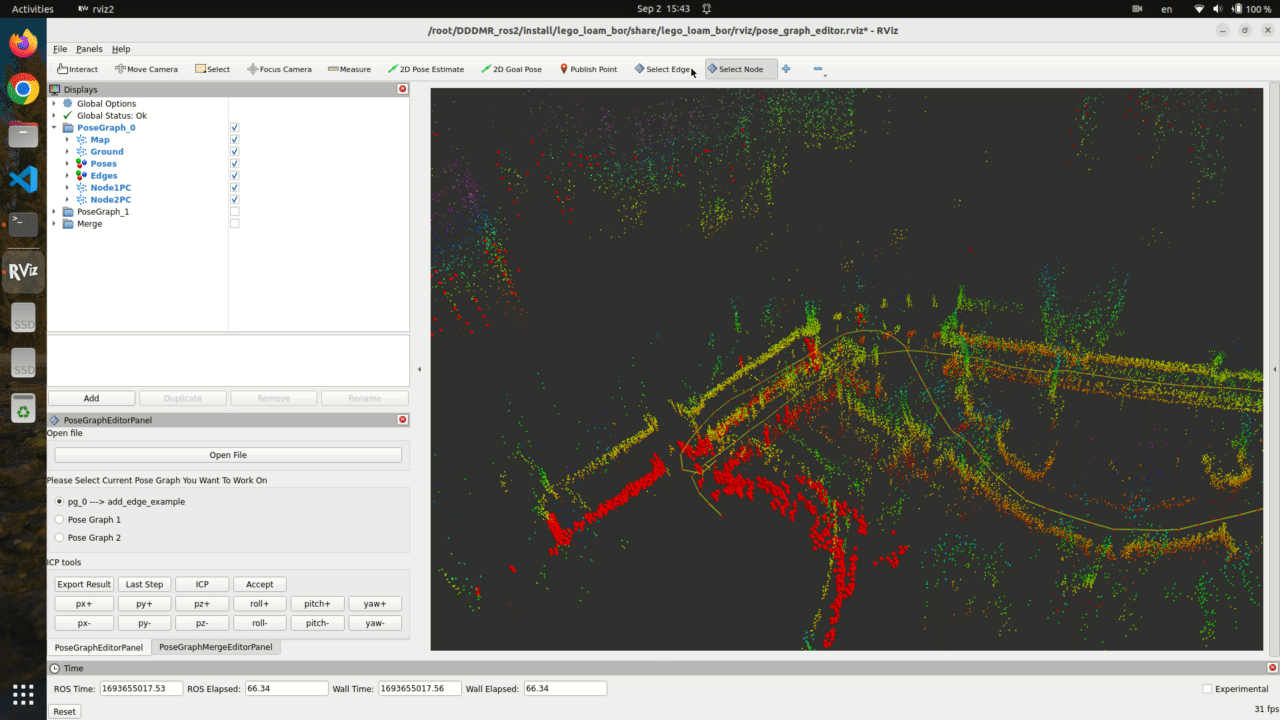 Activities rviz2 Sep 2 15:43 en 100 %
/root/DDDMR_ros2/install/lego_loam_bor/share/lego_loam_bor/rviz/pose_graph_editor.rviz* - RViz
File Panels Help
Interact Move Camera Select Focus Camera Measure 2D Pose Estimate 2D Goal Pose Publish Point Select Edge Select Node
Displays
Global Options
Global Status: Ok
PoseGraph_0
Map
Ground
Poses
Edges
Node1PC
Node2PC
PoseGraph_1
Merge
RViz
SSD
SSD
Add Duplicate Remove Rename
PoseGraphEditorPanel
Open file
Open File
Please Select Current Pose Graph You Want To Work On
pg_0 ---> add_edge_example
Pose Graph 1
Pose Graph 2
ICP tools
Export Result Last Step ICP Accept
px+ py+ pz+ roll+ pitch+ yaw+
px- py- pz- roll- pitch- yaw-
PoseGraphEditorPanel PoseGraphMergeEditorPanel
Time
ROS Time: 1693655017.53 ROS Elapsed: 66.34 Wall Time: 1693655017.56 Wall Elapsed: 66.34 Experimental
Reset 31 fps